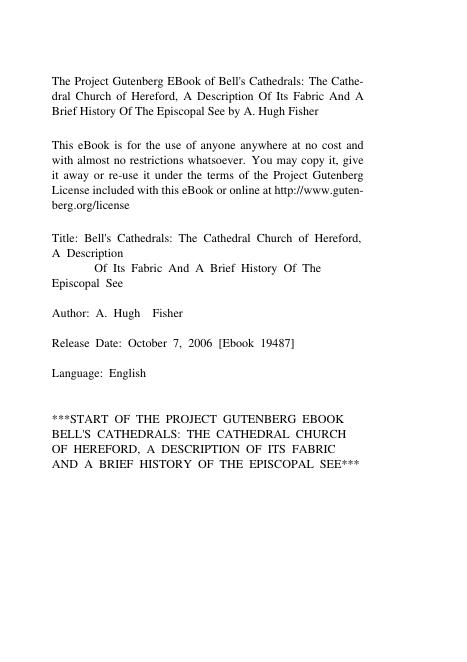 The Project Gutenberg EBook of Bell's Cathedrals: The Cathe-
dral Church of Hereford, A Description Of Its Fabric And A
Brief History Of The Episcopal See by A. Hugh Fisher
This eBook is for the use of anyone anywhere at no cost and
with almost no restrictions whatsoever. You may copy it, give
it away or re-use it under the terms of the Project Gutenberg
License included with this eBook or online at http://www.guten-
berg.org/license
Title: Bell's Cathedrals: The Cathedral Church of Hereford,
A Description
Of Its Fabric And A Brief History Of The
Episcopal See
Author: A. Hugh Fisher
Release Date: October 7, 2006 [Ebook 19487]
Language: English
***START OF THE PROJECT GUTENBERG EBOOK
BELL'S CATHEDRALS: THE CATHEDRAL CHURCH
OF HEREFORD, A DESCRIPTION OF ITS FABRIC
AND A BRIEF HISTORY OF THE EPISCOPAL SEE***